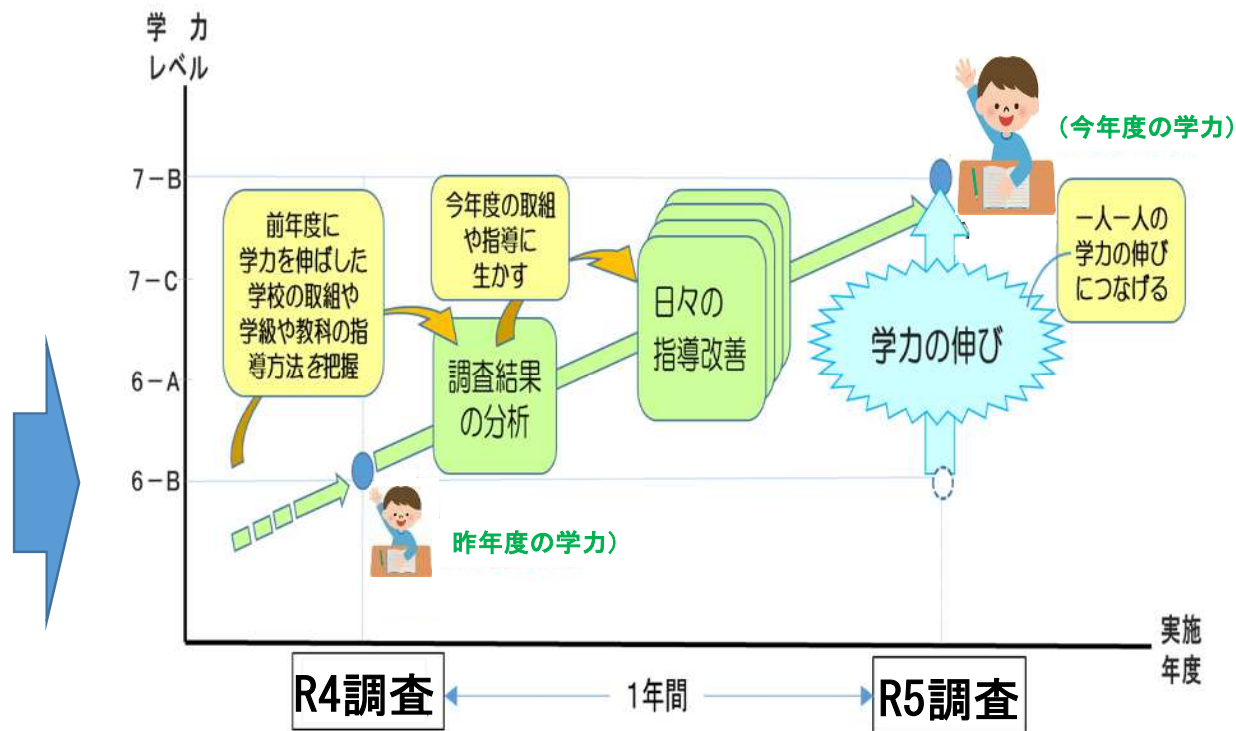 学 力
レベル
7-B
7-C
6-A
6-B
前年度に
学力を伸ばした
学校の取組や
学級や教科の指
導方法を把握
今年度の取組
や指導に
生かす
調査結果
の分析
日々の
指導改善
学力の伸び
(今年度の学力)
一人一人の
学力の伸び
につなげる
昨年度の学力)
実施
年度
R4調査
1年間
R5調査